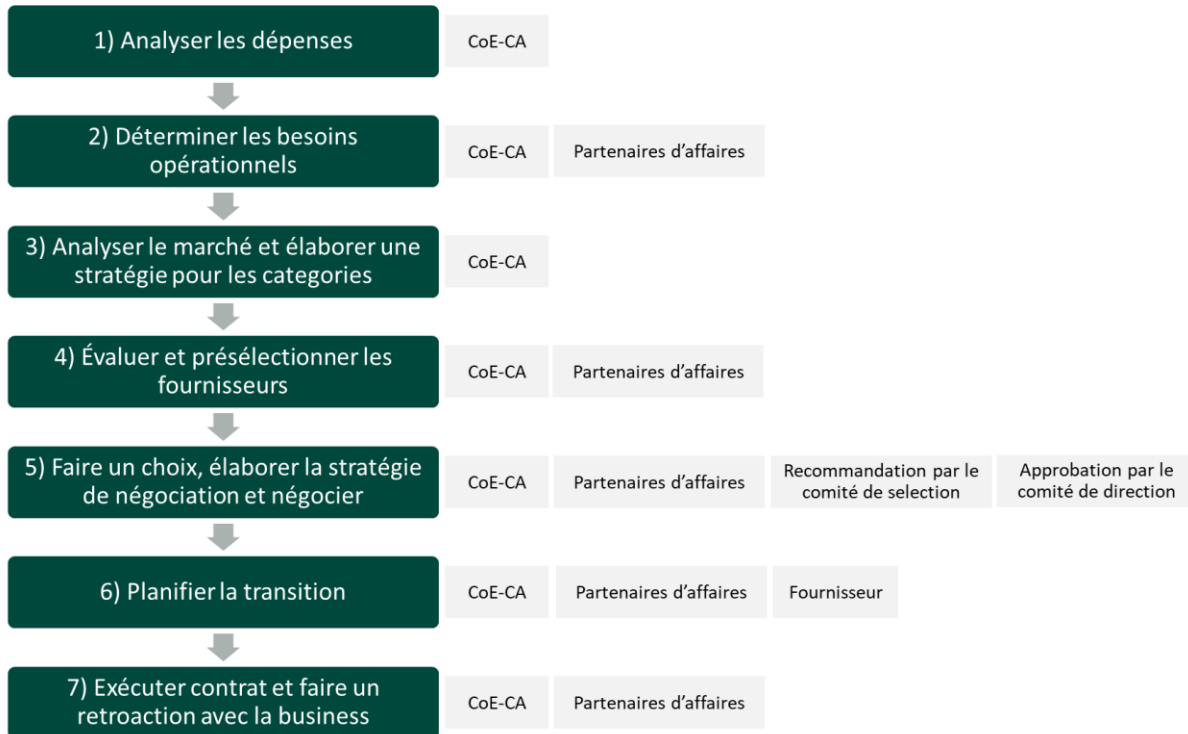 1) Analyser les dépenses
CoE-CA
2) Déterminer les besoins
opérationnels
CoE-CA
Partenaires d’affaires
3) Analyser le marché et élaborer une
stratégie pour les categories
CoE-CA
4) Évaluer et présélectionner les
fournisseurs
CoE-CA
Partenaires d’affaires
5) Faire un choix, élaborer la stratégie
de négociation et négocier
CoE-CA
Partenaires d’affaires
Recommandation par le
comité de selection
Approbation par le
comité de direction
6) Planifier la transition
CoE-CA
Partenaires d’affaires
Fournisseur
7) Exécuter contrat et faire un
retroaction avec la business
CoE-CA
Partenaires d’affaires